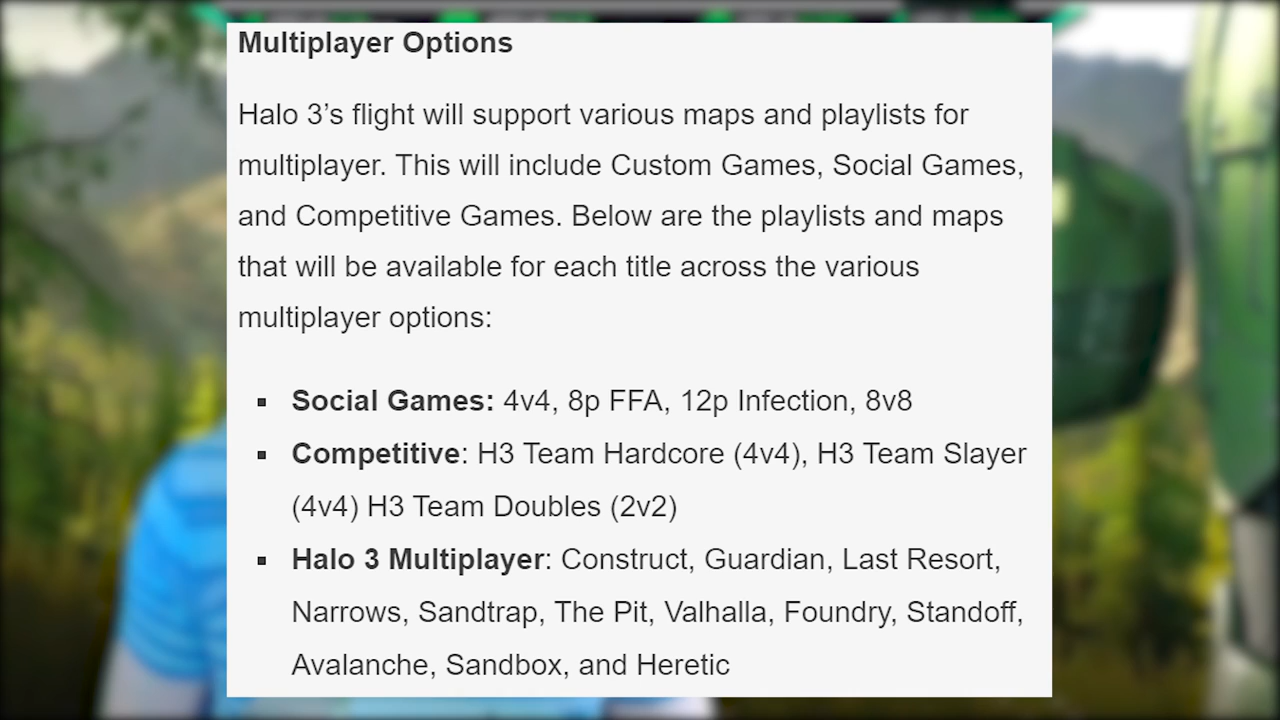 Multiplayer Options
Halo 3’s flight will support various maps and playlists for
multiplayer. This will include Custom Games, Social Games,
and Competitive Games. Below are the playlists and maps
that will be available for each title across the various
multiplayer options:
▪ Social Games: 4v4, 8p FFA, 12p Infection, 8v8
▪ Competitive: H3 Team Hardcore (4v4), H3 Team Slayer
(4v4) H3 Team Doubles (2v2)
▪ Halo 3 Multiplayer: Construct, Guardian, Last Resort,
Narrows, Sandtrap, The Pit, Valhalla, Foundry, Standoff,
Avalanche, Sandbox, and Heretic